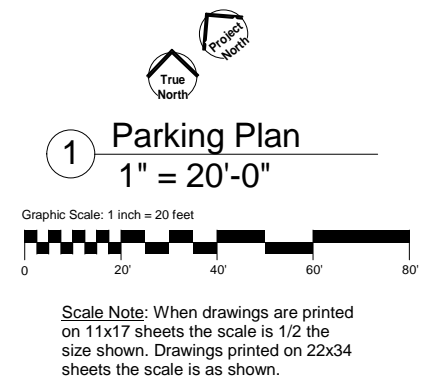 Project
North
True
North
1
Parking Plan
1" = 20'-0"
Graphic Scale: 1 inch = 20 feet
0 20' 40' 60' 80'
Scale Note: When drawings are printed
on 11x17 sheets the scale is 1/2 the
size shown. Drawings printed on 22x34
sheets the scale is as shown.